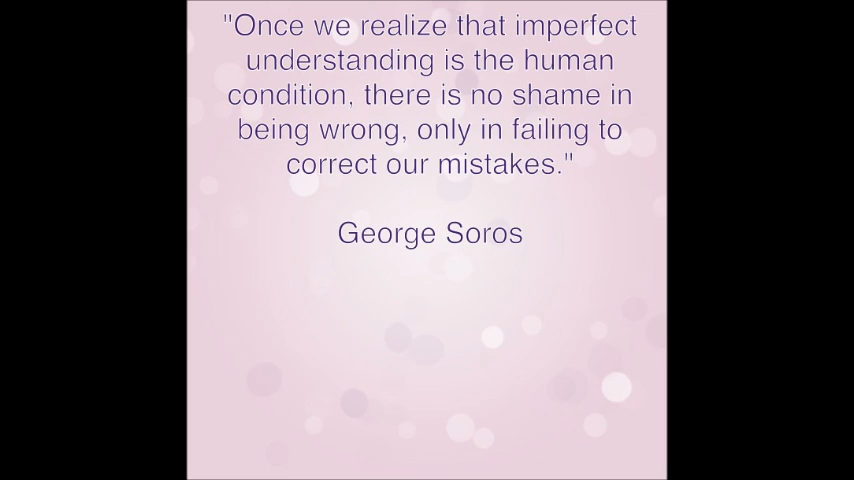 "Once we realize that imperfect
understanding is the human
condition, there is no shame in
being wrong, only in failing to
correct our mistakes."
George Soros